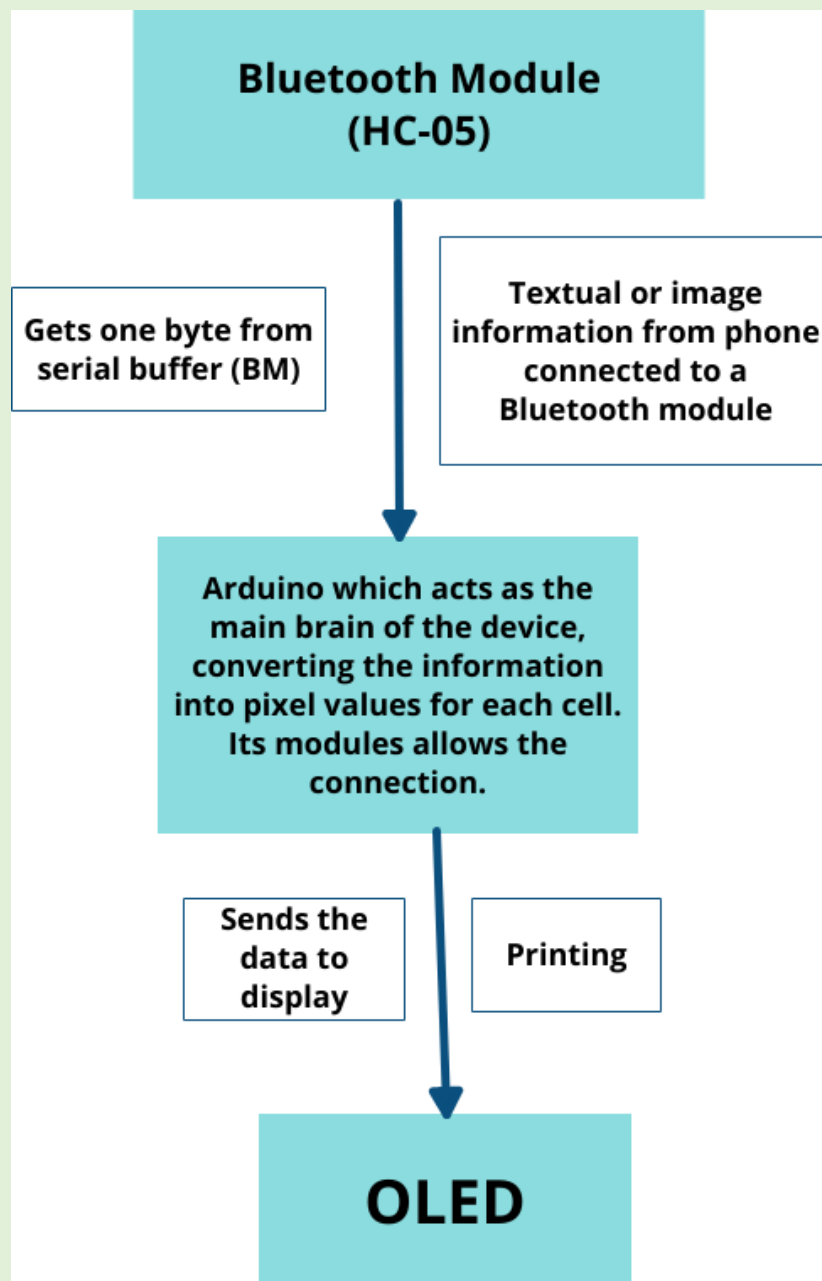 Bluetooth Module
(HC-05)
Gets one byte from
serial buffer (BM)
Textual or image
information from phone
connected to a
Bluetooth module
Arduino which acts as the
main brain of the device,
converting the information
into pixel values for each cell.
Its modules allows the
connection.
Sends the
data to
display
Printing
OLED